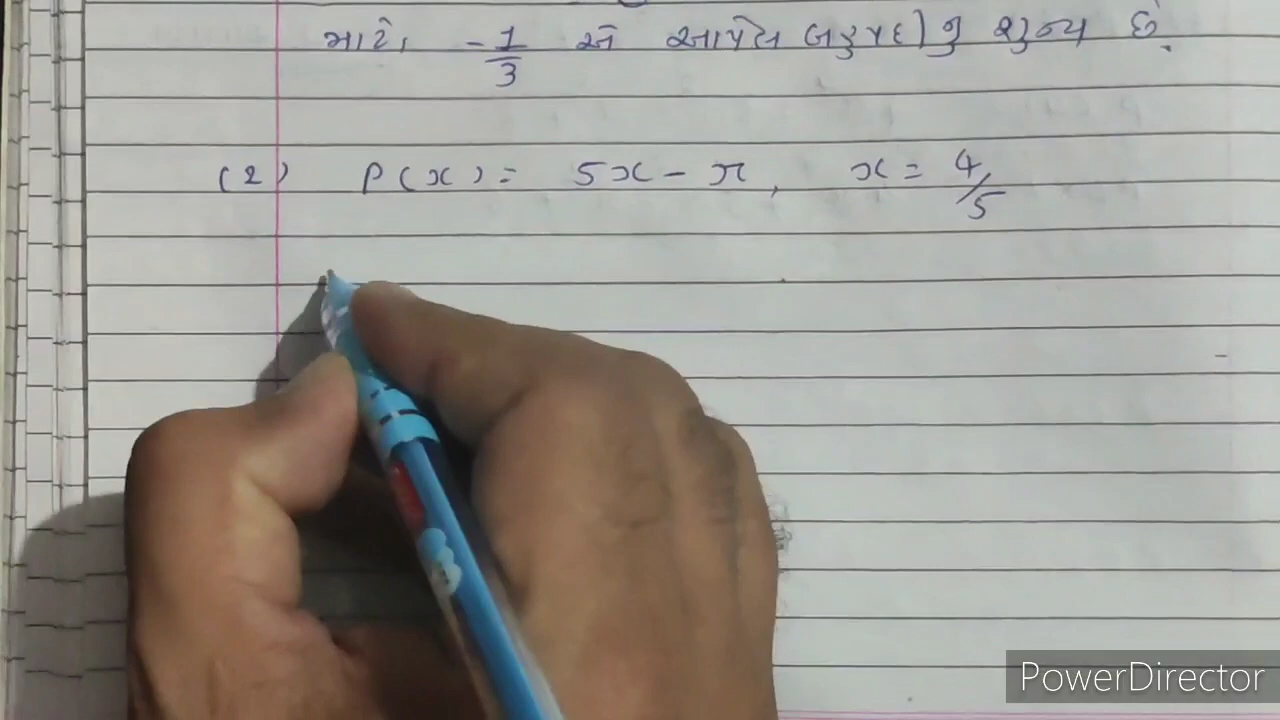 માટે, -1/3 એ આપેલ બહુપદીનું શુન્ય છે.
(2) P(x) = 5x - π, x = 4/5
PowerDirector